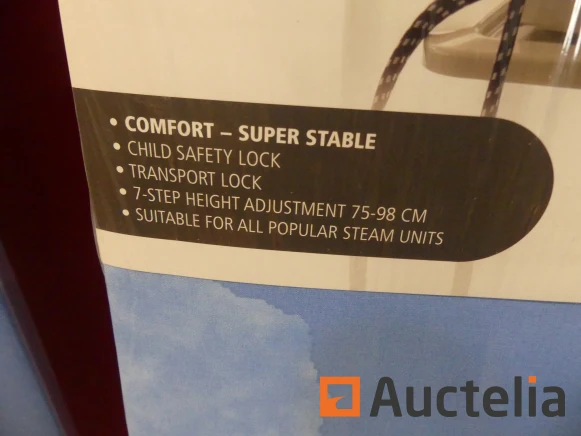 • COMFORT – SUPER STABLE
• CHILD SAFETY LOCK
• TRANSPORT LOCK
• 7-STEP HEIGHT ADJUSTMENT 75-98 CM
• SUITABLE FOR ALL POPULAR STEAM UNITS
Auctelia